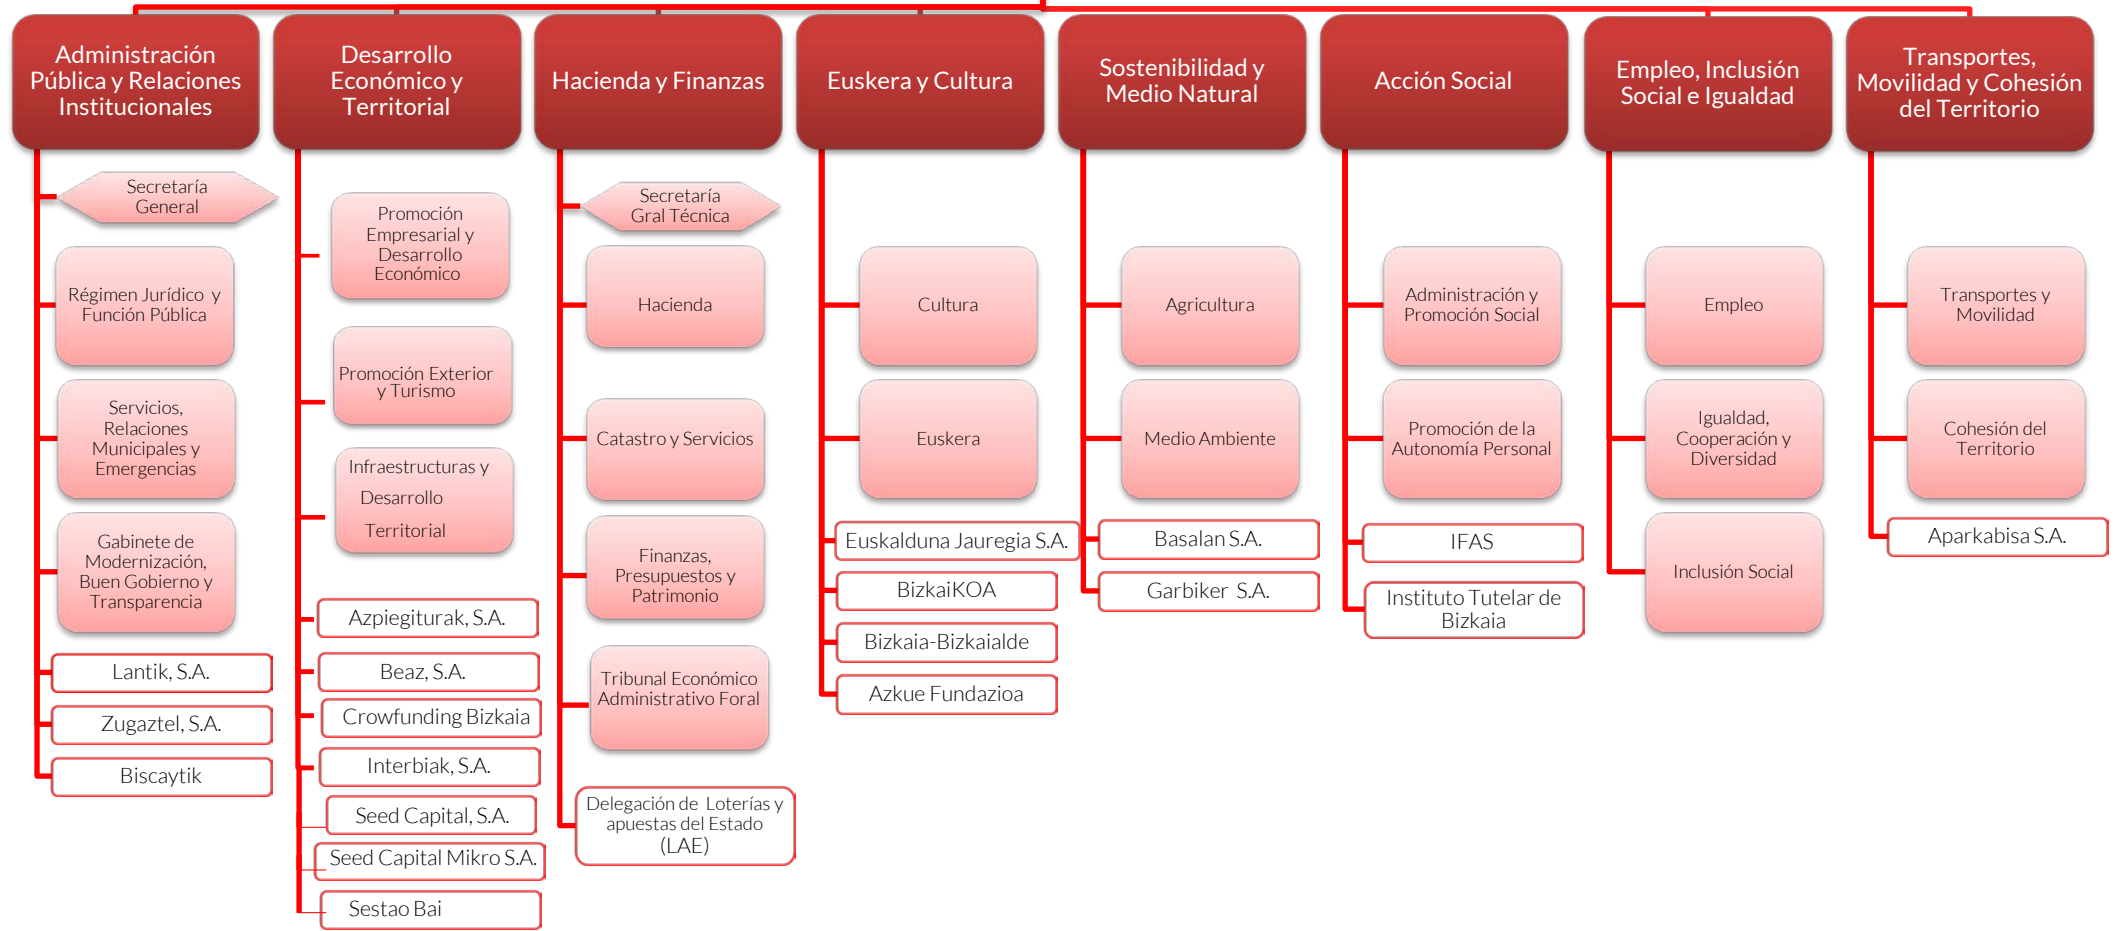 Administración
Pública y Relaciones
Institucionales
Secretaría
General
Régimen Jurídico y
Función Pública
Servicios,
Relaciones
Municipales y
Emergencias
Gabinete de
Modernización,
Buen Gobierno y
Transparencia
Lantik, S.A.
Zugaztel, S.A.
Biscaytik
Desarrollo
Económico y
Territorial
Promoción
Empresarial y
Desarrollo
Económico
Promoción Exterior
y Turismo
Infraestructuras y
Desarrollo
Territorial
Azpiegiturak, S.A.
Beaz, S.A.
Crowfunding Bizkaia
Interbiak, S.A.
Seed Capital, S.A.
Seed Capital Mikro S.A.
Sestao Bai
Hacienda y Finanzas
Secretaría
Gral Técnica
Hacienda
Catastro y Servicios
Finanzas,
Presupuestos y
Patrimonio
Tribunal Económico
Administrativo Foral
Delegación de Loterías y
apuestas del Estado
(LAE)
Euskera y Cultura
Cultura
Euskera
Euskalduna Jauregia S.A.
BizkaiKOA
Bizkaia-Bizkaialde
Azkue Fundazioa
Sostenibilidad y
Medio Natural
Agricultura
Medio Ambiente
Basalan S.A.
Garbiker S.A.
Acción Social
Administración y
Promoción Social
Promoción de la
Autonomía Personal
IFAS
Instituto Tutelar de
Bizkaia
Empleo, Inclusión
Social e Igualdad
Empleo
Igualdad,
Cooperación y
Diversidad
Inclusión Social
Transportes,
Movilidad y Cohesión
del Territorio
Transportes y
Movilidad
Cohesión del
Territorio
Aparkabisa S.A.